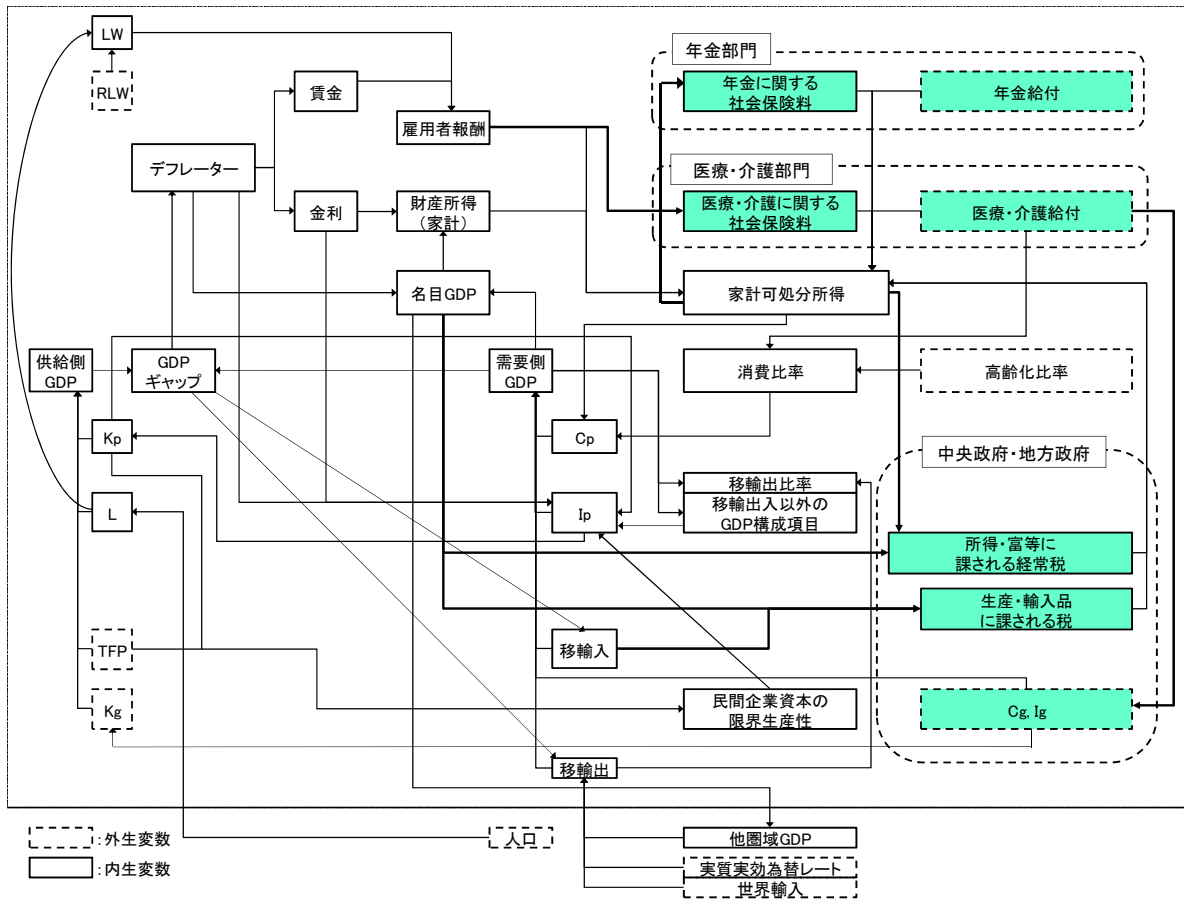 LW
RLW
賃金
雇用者報酬
デフレーター
金利
財産所得
(家計)
名目GDP
供給側
GDP
GDP
ギャップ
需要側
GDP
Kp
Cp
L
Ip
TFP
移輸入
Kg
移輸出
年金部門
年金に関する
社会保険料
年金給付
医療・介護部門
医療・介護に関する
社会保険料
医療・介護給付
家計可処分所得
消費比率
高齢化比率
中央政府・地方政府
移輸出比率
移輸出入以外の
GDP構成項目
所得・富等に
課される経常税
生産・輸入品
に課される税
民間企業資本の
限界生産性
Cg, Ig
:外生変数
:内生変数
人口
他圏域GDP
実質実効為替レート
世界輸入